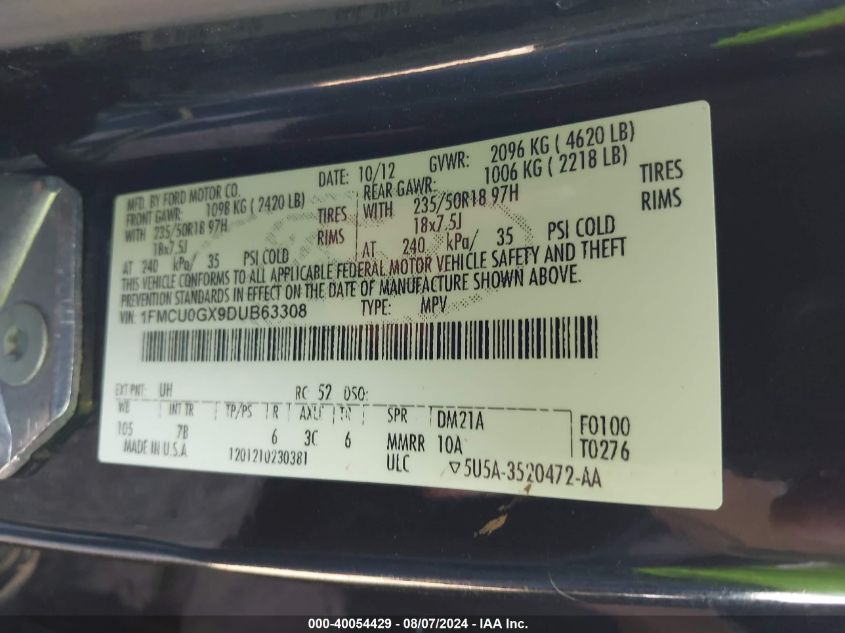 MFD. BY FORD MOTOR CO.
DATE: 10/12 GVWR: 2096 KG ( 4620 LB)
FRONT GAWR: 1098 KG ( 2420 LB)
REAR GAWR: 1006 KG ( 2218 LB)
WITH 235/50R18 97H TIRES
WITH 235/50R18 97H TIRES
18x7.5J RIMS
18x7.5J RIMS
AT 240 kPa/ 35 PSI COLD
AT 240 kPa/ 35 PSI COLD
THIS VEHICLE CONFORMS TO ALL APPLICABLE FEDERAL MOTOR VEHICLE SAFETY AND THEFT
PREVENTION STANDARDS IN EFFECT ON THE DATE OF MANUFACTURE SHOWN ABOVE.
VIN: 1FMCU0GX9DUB63308 TYPE: MPV
EXT PNT: UH RC: 52 DSO:
WB INT TR TP/PS R AXLE TR SPR DM21A F0100
105 7B 6 3C 6 MMRR 10A T0276
MADE IN U.S.A. 1201210230381 ULC 5U5A-3520472-AA
000-40054429 - 08/07/2024 - IAA Inc.